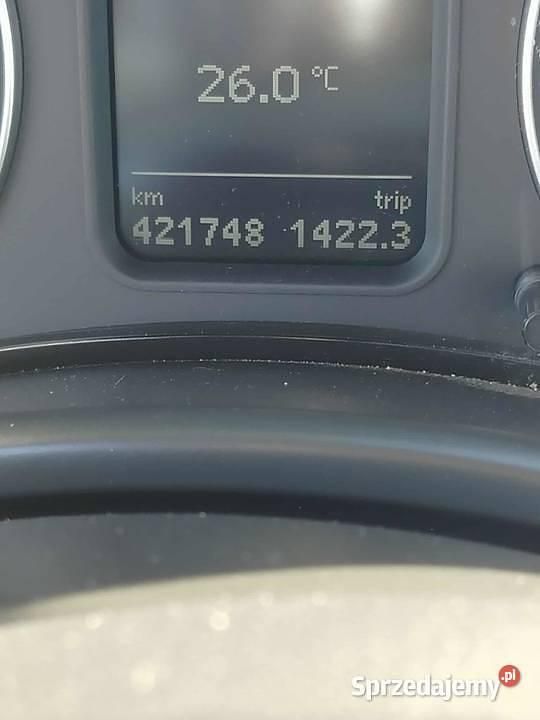 26.0 °C
km trip
421748 1422.3
Sprzedajemy.pl